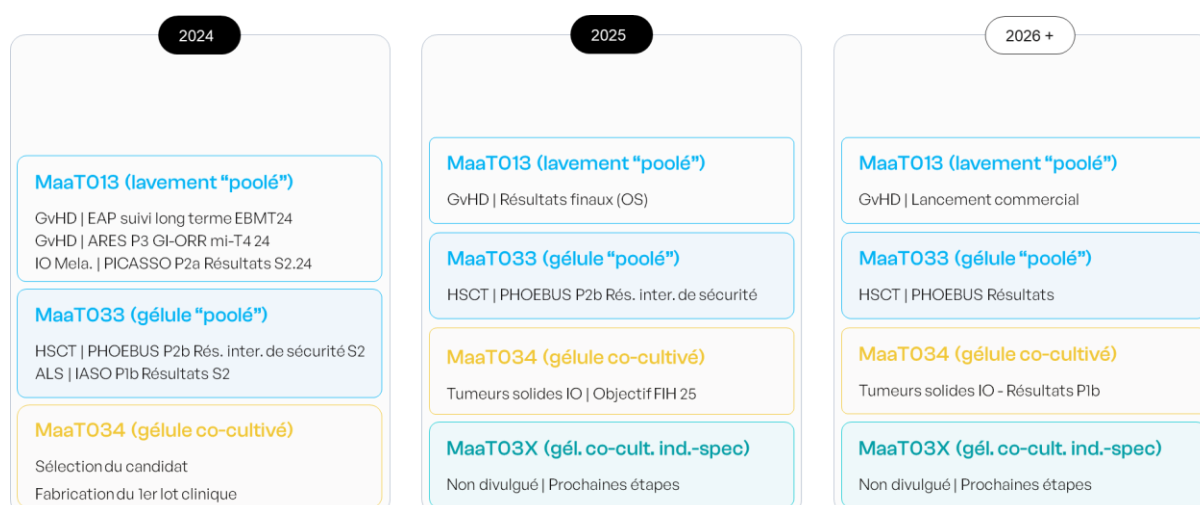 2024
MaaT013 (lavement “poolé”)
GvHD | EAP suivi long terme EBMT24
GvHD | ARES P3 GI-ORR mi-T4 24
IO Mela. | PICASSO P2a Résultats S2.24
MaaT033 (gélule “poolé”)
HSCT | PHOEBUS P2b Rés. inter. de sécurité S2
ALS | IASO P1b Résultats S2
MaaT034 (gélule co-cultivé)
Sélection du candidat
Fabrication du 1er lot clinique
2025
MaaT013 (lavement “poolé”)
GvHD | Résultats finaux (OS)
MaaT033 (gélule “poolé”)
HSCT | PHOEBUS P2b Rés. inter. de sécurité
MaaT034 (gélule co-cultivé)
Tumeurs solides IO | Objectif FIH 25
MaaT03X (gél. co-cult. ind.-spec)
Non divulgué | Prochaines étapes
2026 +
MaaT013 (lavement “poolé”)
GvHD | Lancement commercial
MaaT033 (gélule “poolé”)
HSCT | PHOEBUS Résultats
MaaT034 (gélule co-cultivé)
Tumeurs solides IO - Résultats P1b
MaaT03X (gél. co-cult. ind.-spec)
Non divulgué | Prochaines étapes